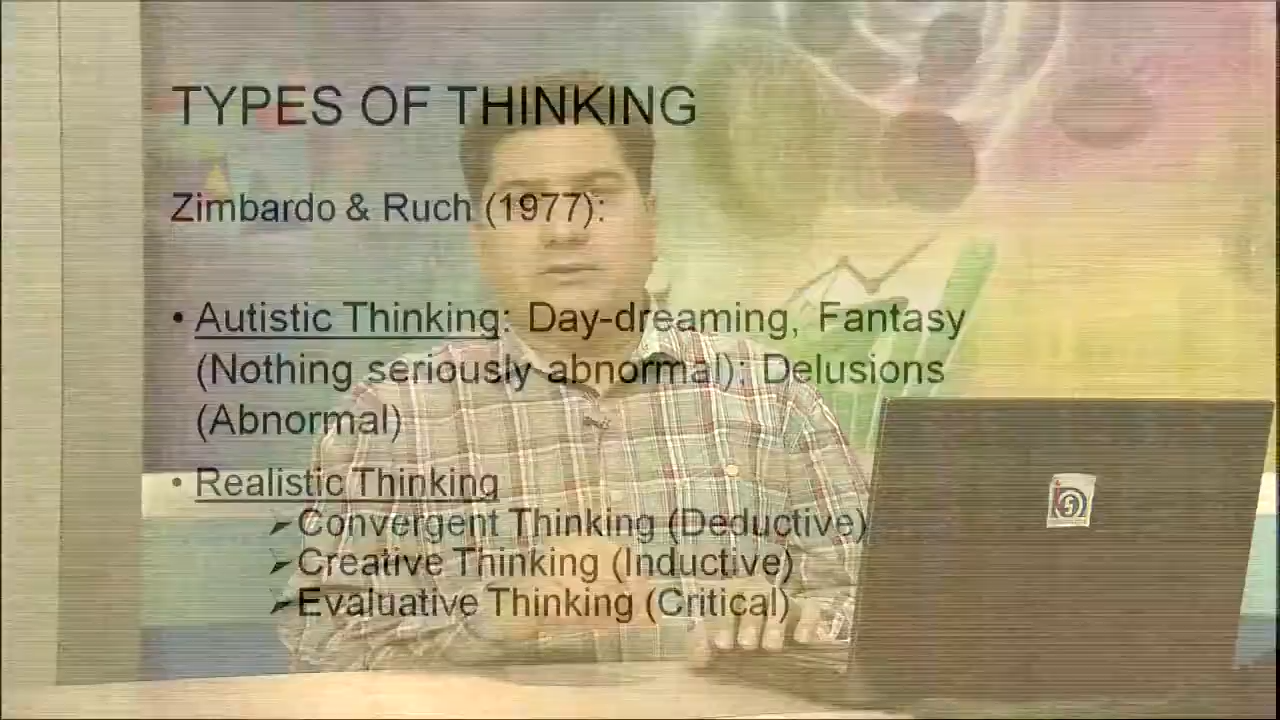 TYPES OF THINKING
Zimbardo & Ruch (1977):
• Autistic Thinking: Day-dreaming, Fantasy
(Nothing seriously abnormal); Delusions
(Abnormal)
• Realistic Thinking
➢Convergent Thinking (Deductive)
➢Creative Thinking (Inductive)
➢Evaluative Thinking (Critical)